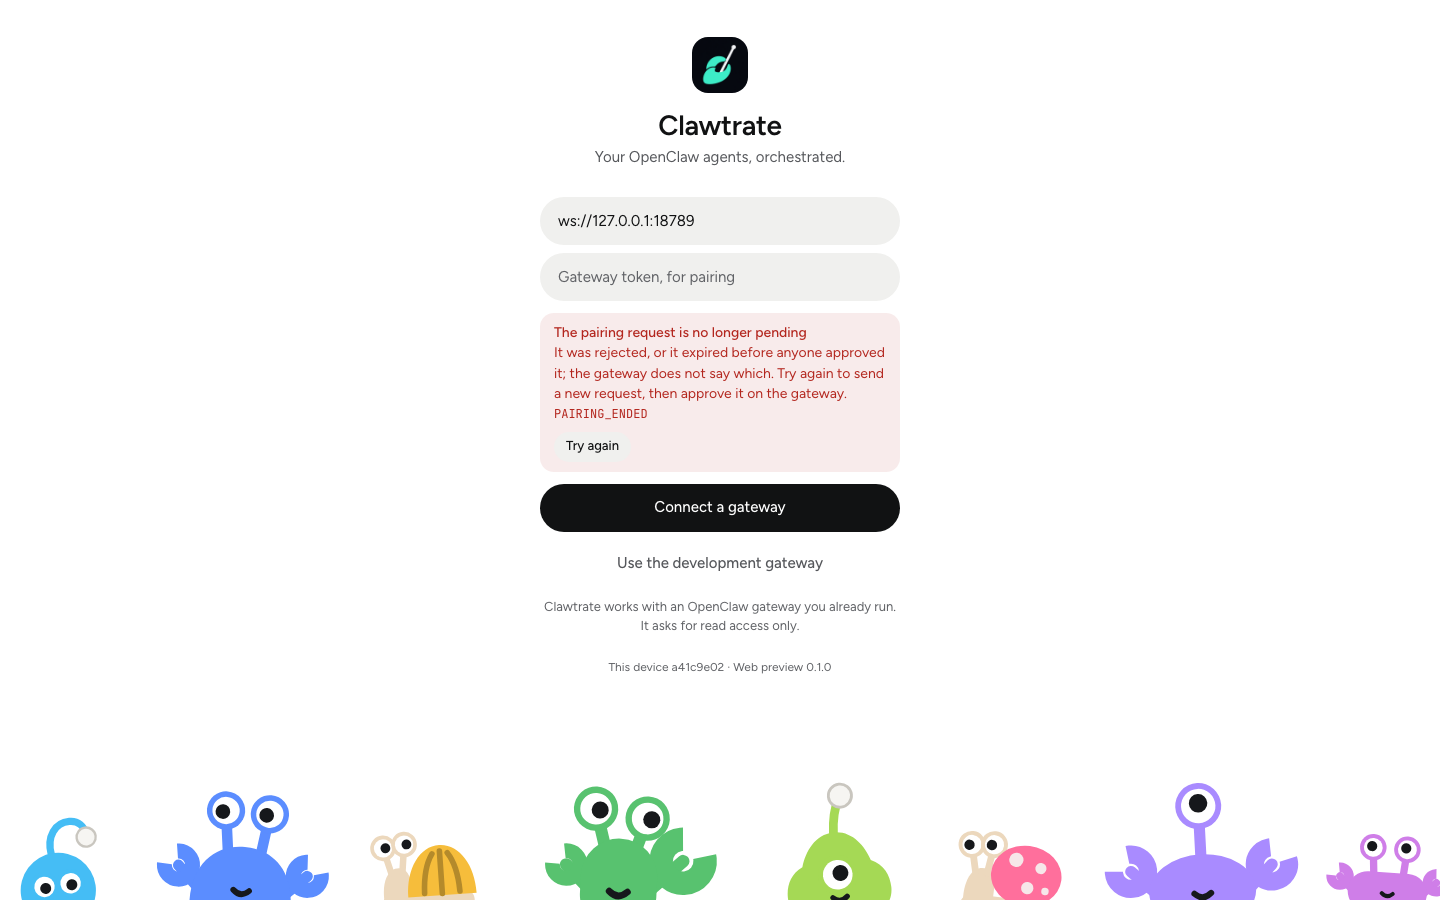 Clawtrate
Your OpenClaw agents, orchestrated.
ws://127.0.0.1:18789
Gateway token, for pairing
The pairing request is no longer pending
It was rejected, or it expired before anyone approved
it; the gateway does not say which. Try again to send
a new request, then approve it on the gateway.
PAIRING_ENDED
Try again
Connect a gateway
Use the development gateway
Clawtrate works with an OpenClaw gateway you already run.
It asks for read access only.
This device a41c9e02 · Web preview 0.1.0